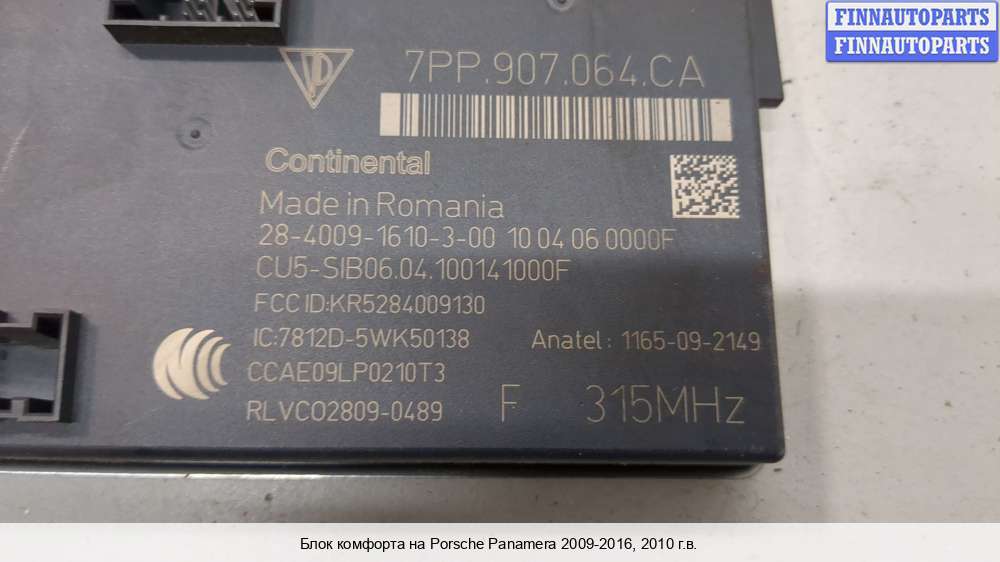 FINNAUTOPARTS
FINNAUTOPARTS
7PP.907.064.CA
Continental
Made in Romania
28-4009-1610-3-00 10 04 06 0000F
CU5-SIB06.04.100141000F
FCC ID:KR5284009130
IC:7812D-5WK50138
Anatel: 1165-09-2149
CCAE09LP0210T3
RLVCO2809-0489
F 315MHz
Блок комфорта на Porsche Panamera 2009-2016, 2010 г.в.